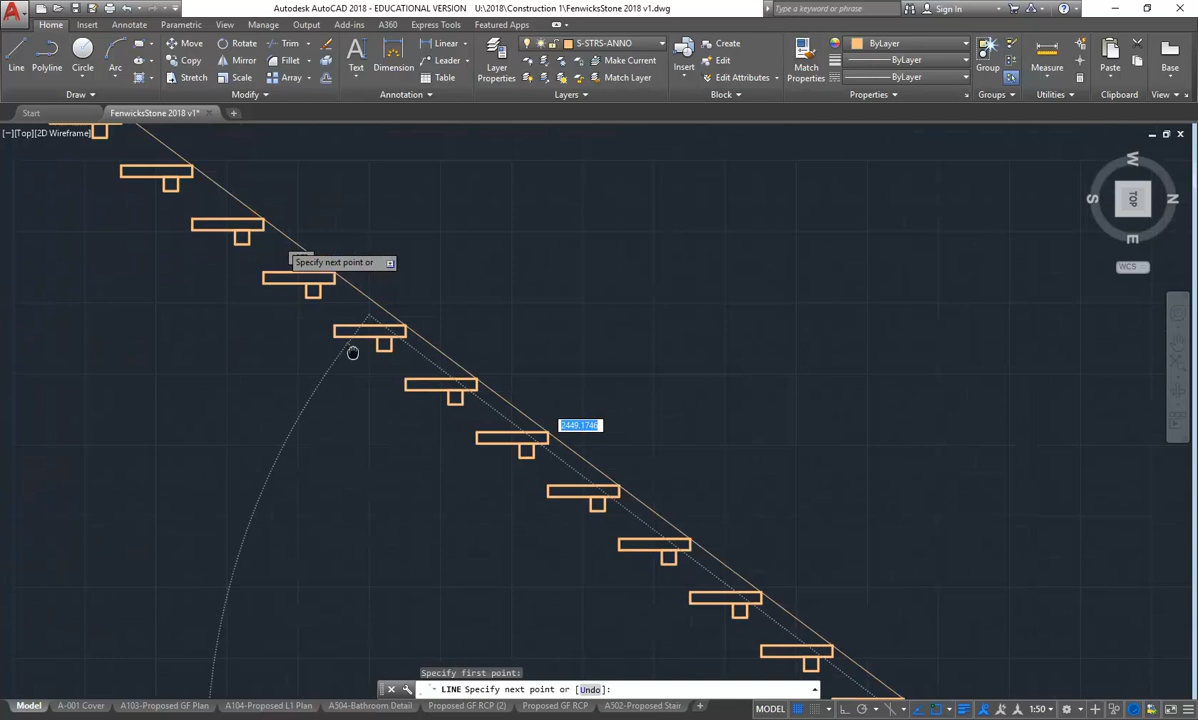 Autodesk AutoCAD 2018 - EDUCATIONAL VERSION U:\2018\Construction 1\FenwicksStone 2018 v1.dwg
Type a keyword or phrase
Sign In
Home Insert Annotate Parametric View Manage Output Add-ins A360 Express Tools Featured Apps
Line Polyline Circle Arc
Move Rotate Trim
Copy Mirror Fillet
Stretch Scale Array
Text Dimension
Linear
Leader
Table
Layer Properties
S-STRS-ANNO
Make Current
Match Layer
Insert
Create
Edit
Edit Attributes
Match Properties
ByLayer
ByLayer
ByLayer
Group
Measure
Paste
Base
Draw Modify Annotation Layers Block Properties Groups Utilities Clipboard View
Start FenwicksStone 2018 v1*
[−][Top][2D Wireframe]
W
S TOP N
E
WCS
Specify next point or
2449.1746
Specify first point:
LINE Specify next point or [Undo]:
Model A-001 Cover A103-Proposed GF Plan A104-Proposed L1 Plan A504-Bathroom Detail Proposed GF RCP (2) Proposed GF RCP A502-Proposed Stair
MODEL
1:50